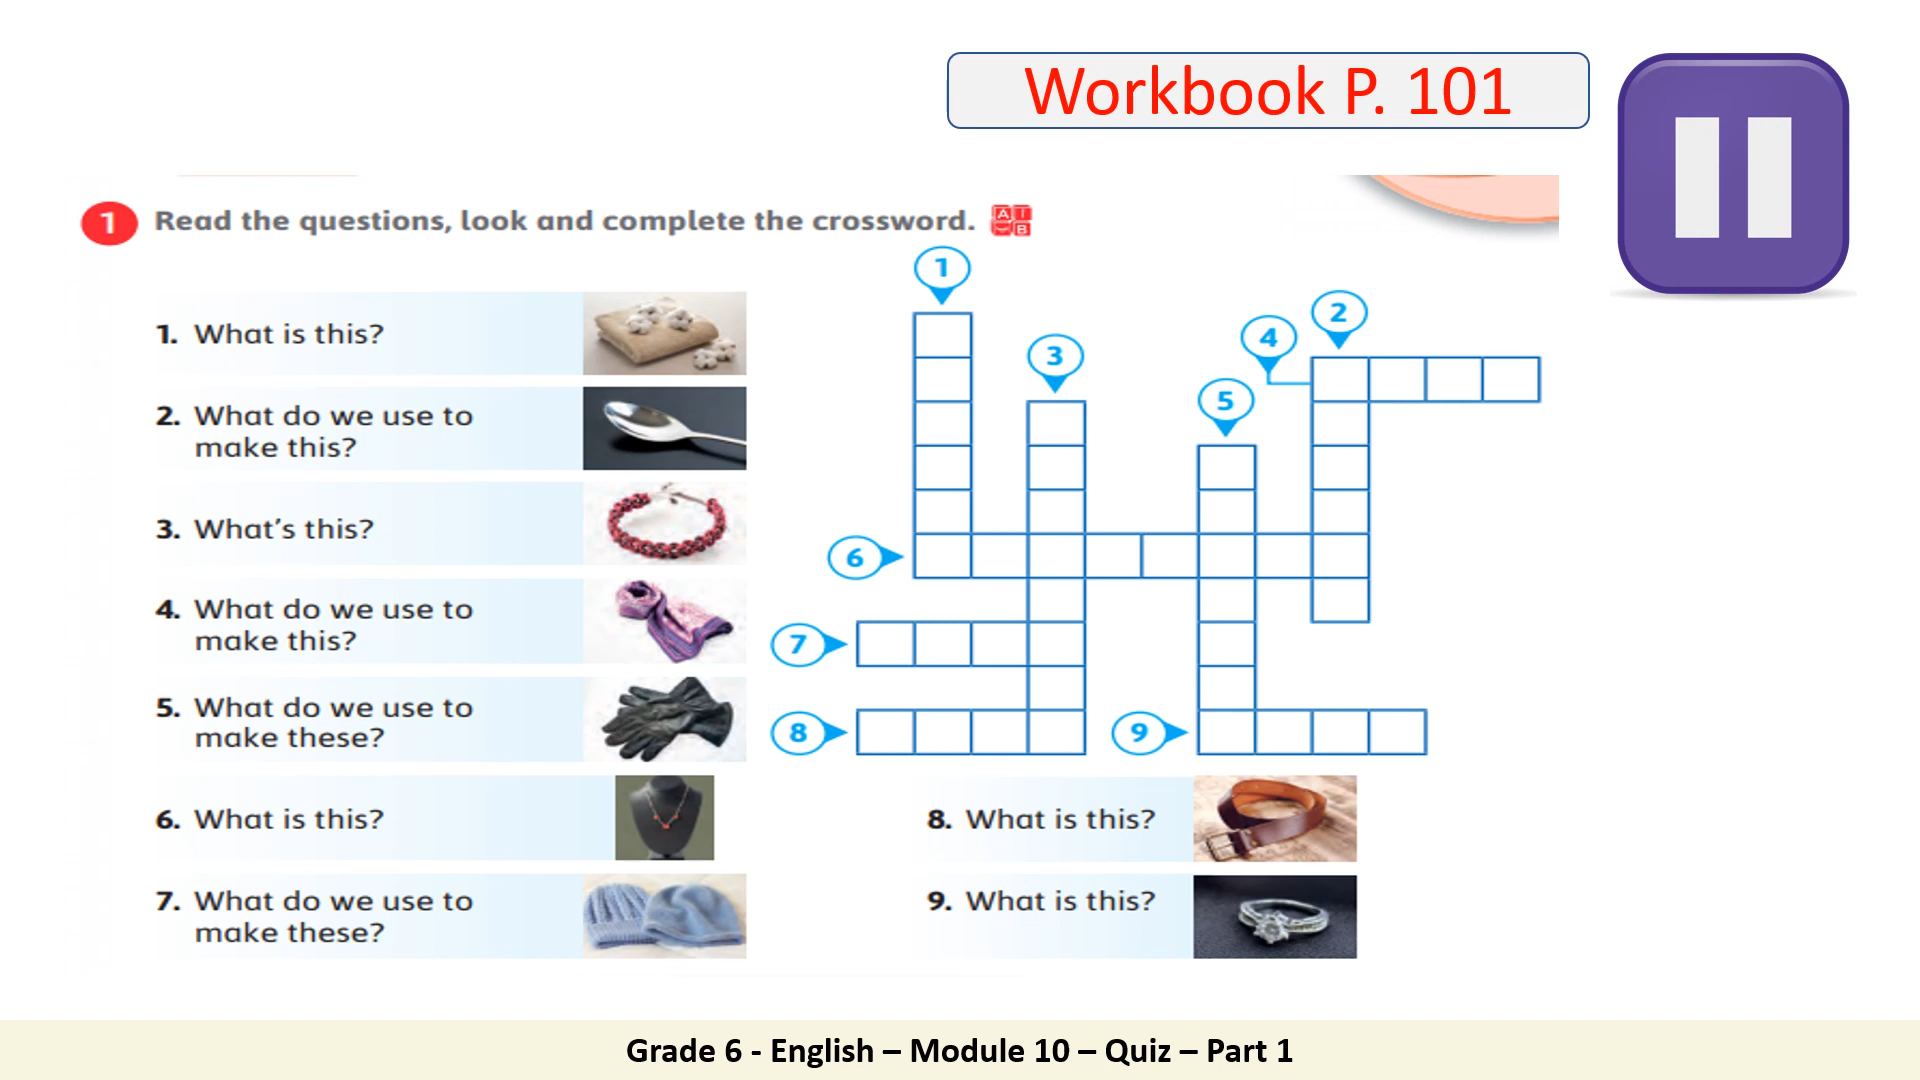 Workbook P. 101
1 Read the questions, look and complete the crossword. A T B
1. What is this?
2. What do we use to
make this?
3. What's this?
4. What do we use to
make this?
5. What do we use to
make these?
6. What is this?
7. What do we use to
make these?
1
2
3
4
5
6
7
8
9
8. What is this?
9. What is this?
Grade 6 - English – Module 10 – Quiz – Part 1